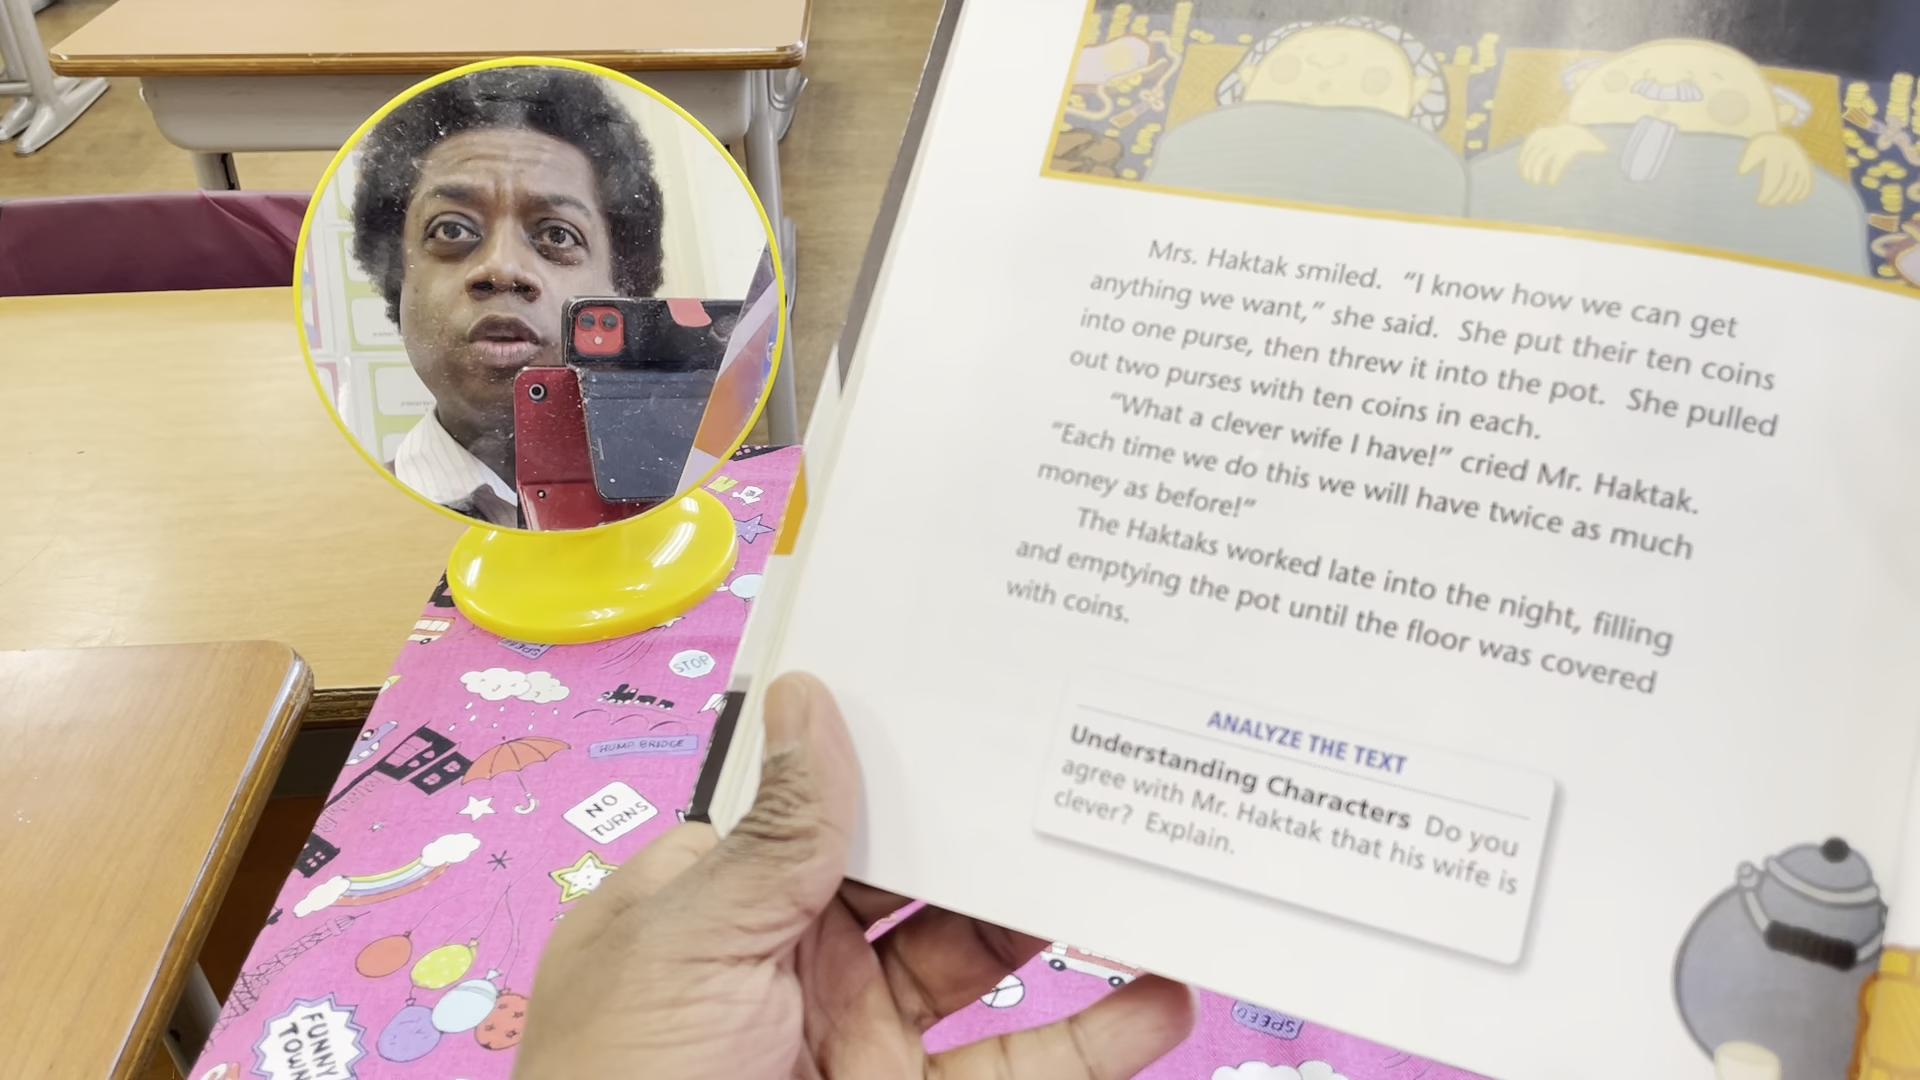 Mrs. Haktak smiled. "I know how we can get
anything we want," she said. She put their ten coins
into one purse, then threw it into the pot. She pulled
out two purses with ten coins in each.
"What a clever wife I have!" cried Mr. Haktak.
"Each time we do this we will have twice as much
money as before!"
The Haktaks worked late into the night, filling
and emptying the pot until the floor was covered
with coins.
ANALYZE THE TEXT
Understanding Characters Do you
agree with Mr. Haktak that his wife is
clever? Explain.
STOP
HUMP BRIDGE
NO
TURNS
FUNNY
TOWN
SPEED
SPEED